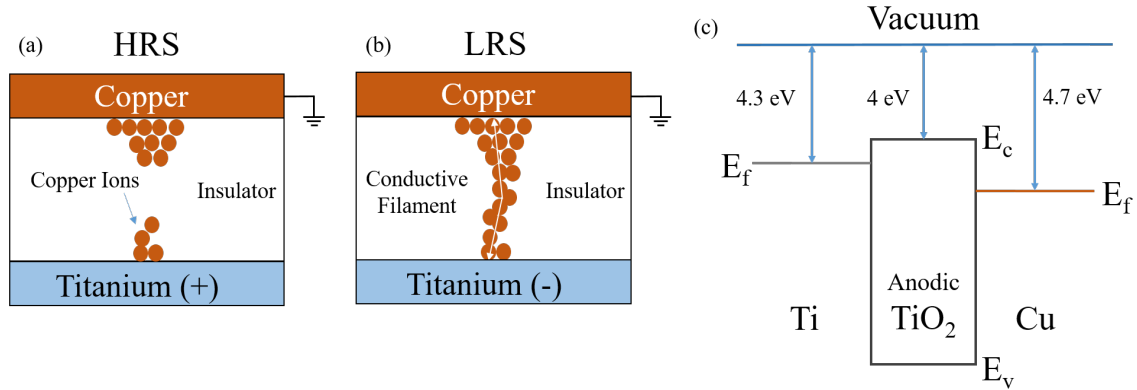 (a)
HRS
Copper
Copper Ions
Insulator
Titanium (+)
(b)
LRS
Copper
Conductive
Filament
Insulator
Titanium (-)
(c)
Vacuum
4.3 eV
4 eV
4.7 eV
E_c
E_f
E_f
Anodic
Ti
TiO₂
Cu
E_v